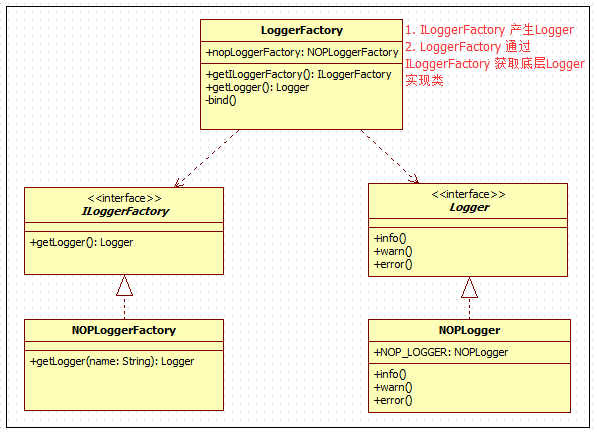 LoggerFactory
+nopLoggerFactory: NOPLoggerFactory
+getILoggerFactory(): ILoggerFactory
+getLogger(): Logger
-bind()
1. ILoggerFactory 产生Logger
2. LoggerFactory 通过
ILoggerFactory 获取底层Logger
实现类
<<interface>>
ILoggerFactory
+getLogger(): Logger
<<interface>>
Logger
+info()
+warn()
+error()
NOPLoggerFactory
+getLogger(name: String): Logger
NOPLogger
+NOP_LOGGER: NOPLogger
+info()
+warn()
+error()